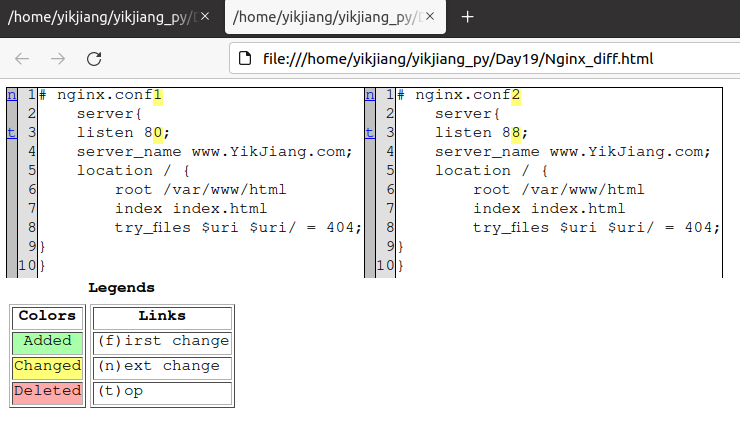 /home/yikjiang/yikjiang_py/ × /home/yikjiang/yikjiang_py/D × +
file:///home/yikjiang/yikjiang_py/Day19/Nginx_diff.html
n 1 # nginx.conf1 n 1 # nginx.conf2
2 server{ 2 server{
t 3 listen 80; t 3 listen 88;
4 server_name www.YikJiang.com; 4 server_name www.YikJiang.com;
5 location / { 5 location / {
6 root /var/www/html 6 root /var/www/html
7 index index.html 7 index index.html
8 try_files $uri $uri/ = 404; 8 try_files $uri $uri/ = 404;
9 } 9 }
10 } 10 }
Legends
Colors Links
Added (f)irst change
Changed (n)ext change
Deleted (t)op